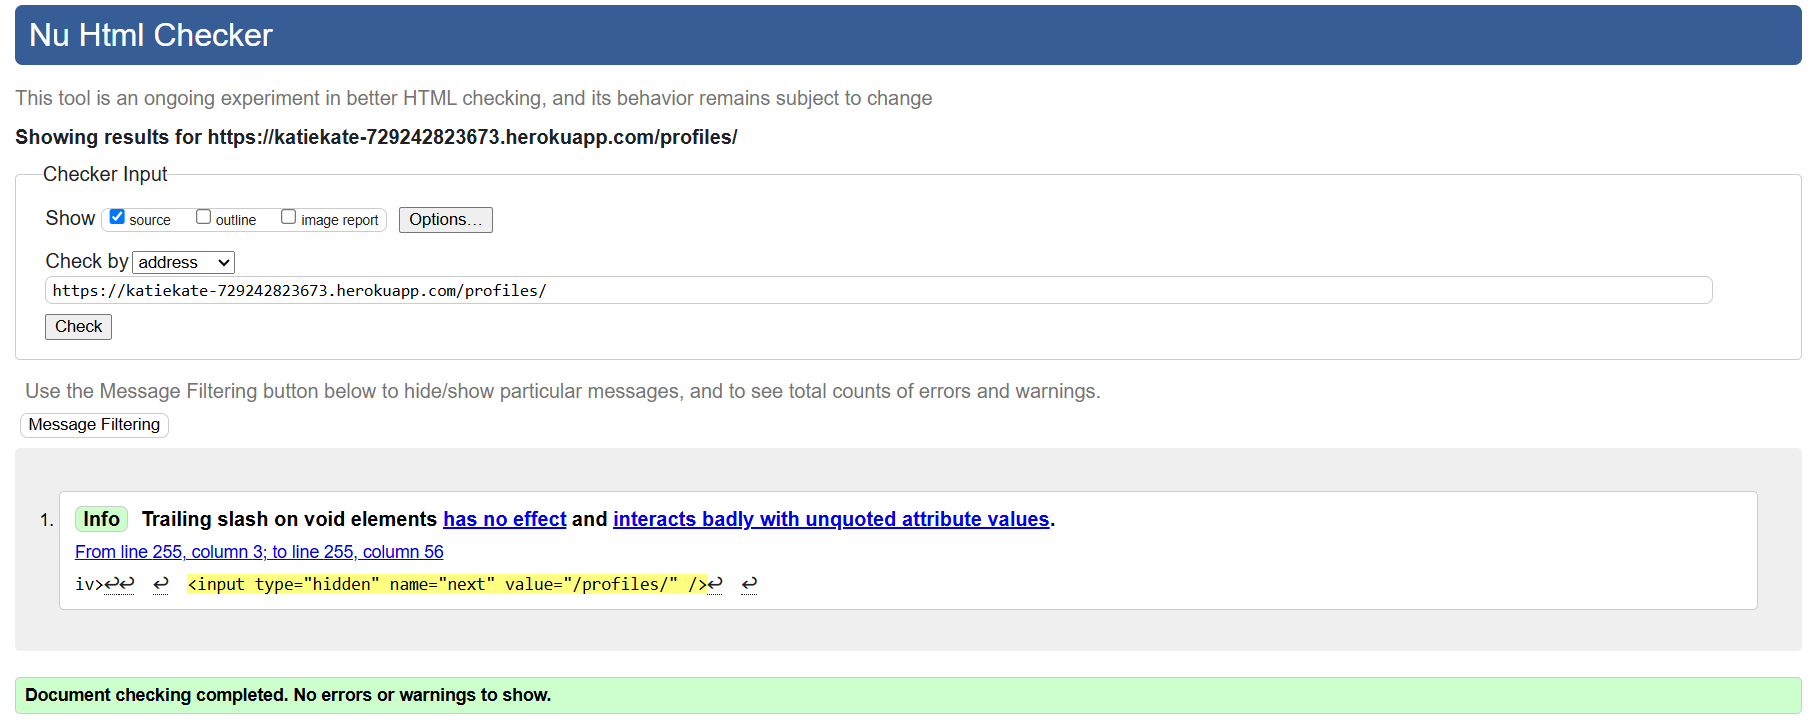 Nu Html Checker
This tool is an ongoing experiment in better HTML checking, and its behavior remains subject to change
Showing results for https://katiekate-729242823673.herokuapp.com/profiles/
Checker Input
Show source outline image report Options...
Check by address
https://katiekate-729242823673.herokuapp.com/profiles/
Check
Use the Message Filtering button below to hide/show particular messages, and to see total counts of errors and warnings.
Message Filtering
1. Info Trailing slash on void elements has no effect and interacts badly with unquoted attribute values.
From line 255, column 3; to line 255, column 56
iv>↩↩ ↩ <input type="hidden" name="next" value="/profiles/" />↩ ↩
Document checking completed. No errors or warnings to show.